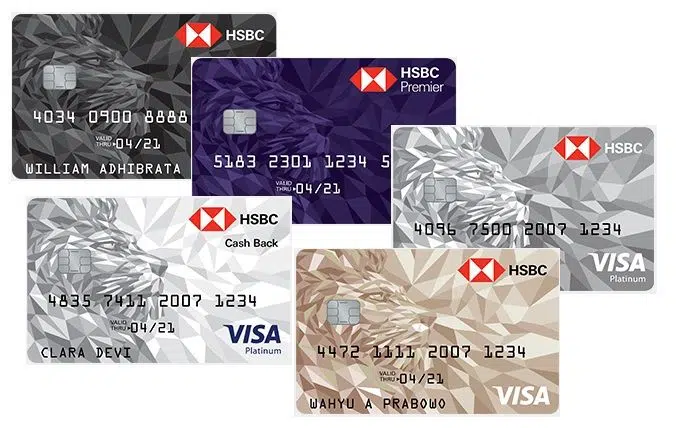 HSBC
4034 0900 8888
VALID
THRU 04/21
WILLIAM ADHIBRATA
HSBC
Premier
5183 2301 1234 5
VALID
THRU 04/21
HSBC
4096 7500 2007 1234
VISA
Platinum
HSBC
Cash Back
4835 7411 2007 1234
VALID
THRU 04/21
VISA
Platinum
CLARA DEVI
HSBC
4472 1111 2007 1234
VALID
THRU 04/21
VISA
WAHYU A PRABOWO